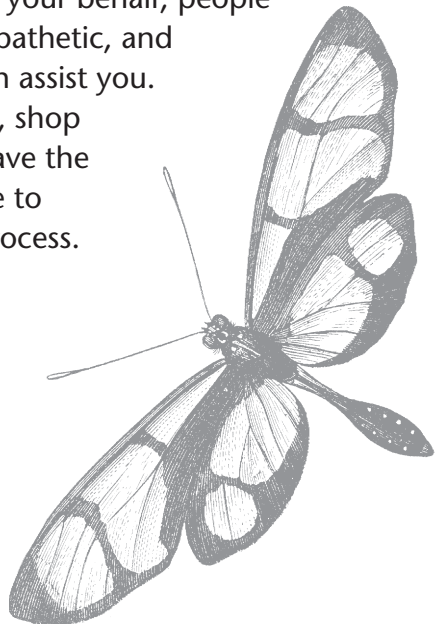 your behalf, people
pathetic, and
assist you.
, shop
ave the
to
ocess.